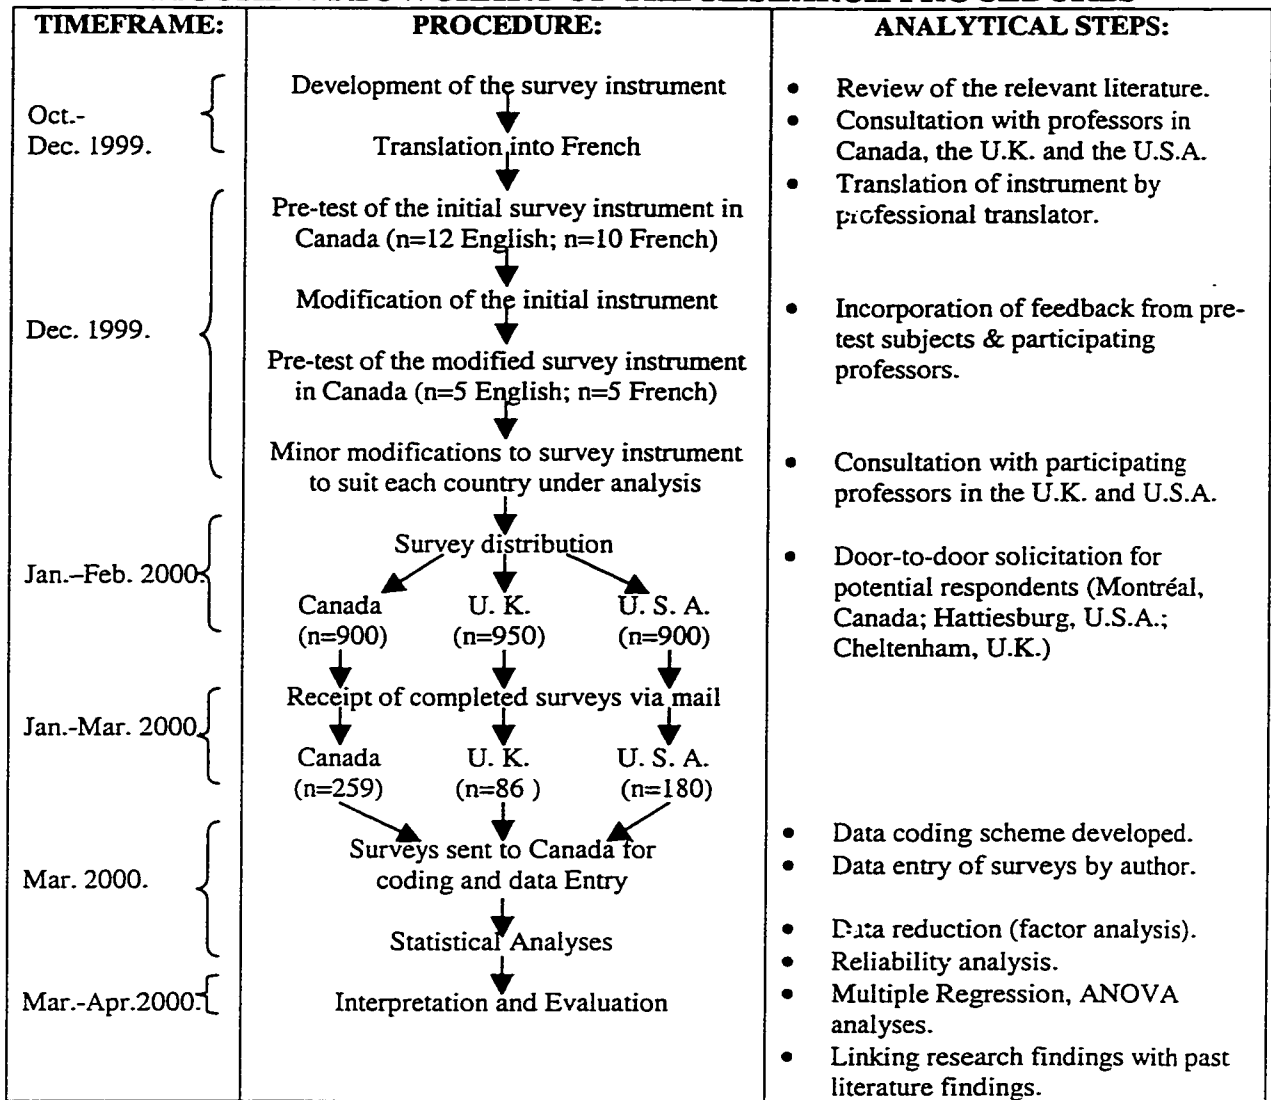 TIMEFRAME:
PROCEDURE:
ANALYTICAL STEPS:
Oct.-
Dec. 1999.
Dec. 1999.
Jan.–Feb. 2000.
Jan.-Mar. 2000.
Mar. 2000.
Mar.-Apr.2000.
Development of the survey instrument
Translation into French
Pre-test of the initial survey instrument in
Canada (n=12 English; n=10 French)
Modification of the initial instrument
Pre-test of the modified survey instrument
in Canada (n=5 English; n=5 French)
Minor modifications to survey instrument
to suit each country under analysis
Survey distribution
Canada U. K. U. S. A.
(n=900) (n=950) (n=900)
Receipt of completed surveys via mail
Canada U. K. U. S. A.
(n=259) (n=86 ) (n=180)
Surveys sent to Canada for
coding and data Entry
Statistical Analyses
Interpretation and Evaluation
• Review of the relevant literature.
• Consultation with professors in
Canada, the U.K. and the U.S.A.
• Translation of instrument by
professional translator.
• Incorporation of feedback from pre-
test subjects & participating
professors.
• Consultation with participating
professors in the U.K. and U.S.A.
• Door-to-door solicitation for
potential respondents (Montréal,
Canada; Hattiesburg, U.S.A.;
Cheltenham, U.K.)
• Data coding scheme developed.
• Data entry of surveys by author.
• Data reduction (factor analysis).
• Reliability analysis.
• Multiple Regression, ANOVA
analyses.
• Linking research findings with past
literature findings.